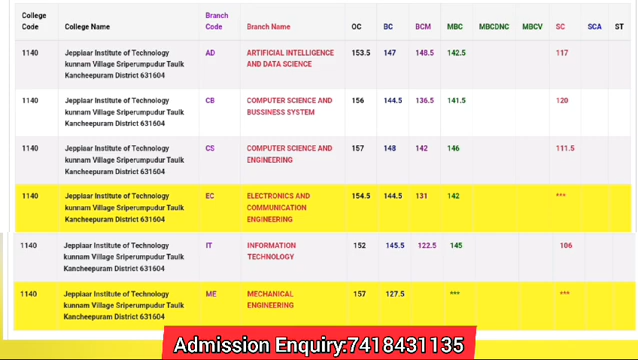 College Code College Name Branch Code Branch Name OC BC BCM MBC MBCDNC MBCV SC SCA ST
1140 Jeppiaar Institute of Technology AD ARTIFICIAL INTELLIGENCE 153.5 147 148.5 142.5 117
kunnam Village Sriperumpudur Taulk AND DATA SCIENCE
Kancheepuram District 631604
1140 Jeppiaar Institute of Technology CB COMPUTER SCIENCE AND 156 144.5 136.5 141.5 120
kunnam Village Sriperumpudur Taulk BUSSINESS SYSTEM
Kancheepuram District 631604
1140 Jeppiaar Institute of Technology CS COMPUTER SCIENCE AND 157 148 142 146 111.5
kunnam Village Sriperumpudur Taulk ENGINEERING
Kancheepuram District 631604
1140 Jeppiaar Institute of Technology EC ELECTRONICS AND 154.5 144.5 131 142 ***
kunnam Village Sriperumpudur Taulk COMMUNICATION
Kancheepuram District 631604 ENGINEERING
1140 Jeppiaar Institute of Technology IT INFORMATION 152 145.5 122.5 145 106
kunnam Village Sriperumpudur Taulk TECHNOLOGY
Kancheepuram District 631604
1140 Jeppiaar Institute of Technology ME MECHANICAL 157 127.5 *** ***
kunnam Village Sriperumpudur Taulk ENGINEERING
Kancheepuram District 631604
Admission Enquiry:7418431135